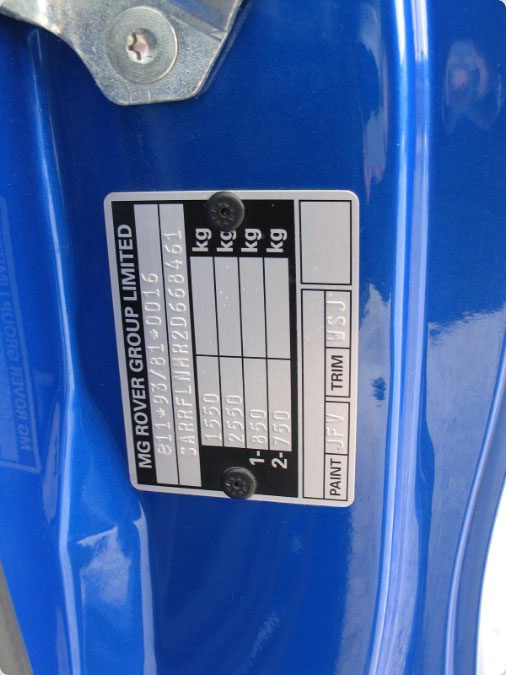 MG ROVER GROUP LIMITED
e11*93/81*0016
SARRFLNMR2D668461
1550 kg
2550 kg
1- 850 kg
2- 750 kg
PAINT JFV TRIM WSJ